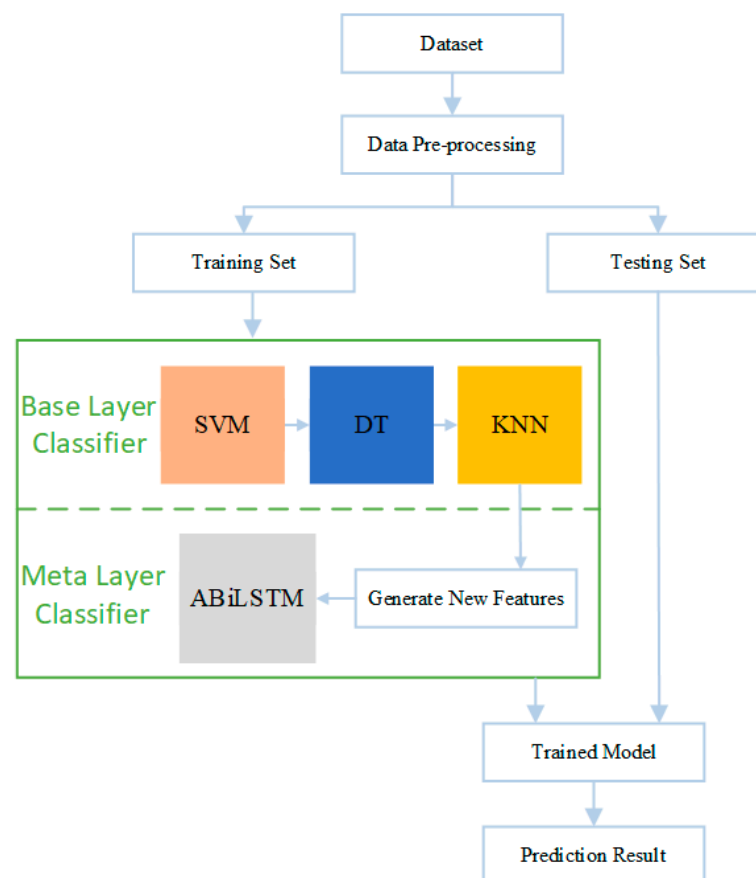 Dataset
Data Pre-processing
Training Set
Testing Set
Base Layer
Classifier
SVM
DT
KNN
Meta Layer
Classifier
ABiLSTM
Generate New Features
Trained Model
Prediction Result